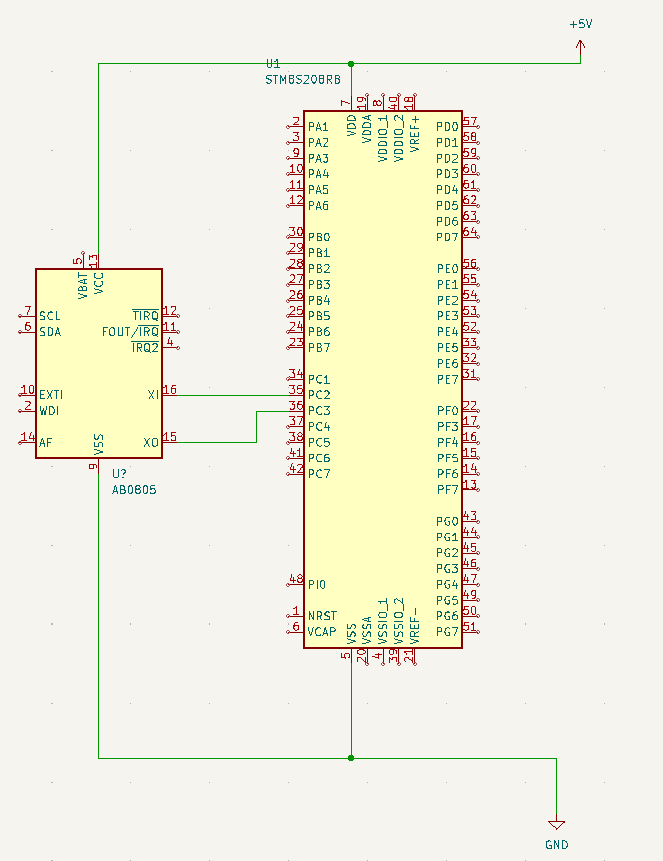 +5V
U1
STM8S208RB
7
19
8
40
18
VDD
VDDA
VDDIO_1
VDDIO_2
VREF+
2 PA1
3 PA2
9 PA3
10 PA4
11 PA5
12 PA6
30 PB0
29 PB1
28 PB2
27 PB3
26 PB4
25 PB5
24 PB6
23 PB7
34 PC1
35 PC2
36 PC3
37 PC4
38 PC5
41 PC6
42 PC7
48 PI0
1 NRST
6 VCAP
PD0 57
PD1 58
PD2 59
PD3 60
PD4 61
PD5 62
PD6 63
PD7 64
PE0 56
PE1 55
PE2 54
PE3 53
PE4 52
PE5 33
PE6 32
PE7 31
PF0 22
PF3 17
PF4 16
PF5 15
PF6 14
PF7 13
PG0 43
PG1 44
PG2 45
PG3 46
PG4 47
PG5 49
PG6 50
PG7 51
VSS
VSSA
VSSIO_1
VSSIO_2
VREF-
5
20
4
39
21
5
13
VBAT
VCC
7 SCL
6 SDA
10 EXTI
2 WDI
14 AF
TIRQ 12
FOUT/IRQ 11
IRQ2 4
XI 16
XO 15
VSS
9
U?
AB0805
GND